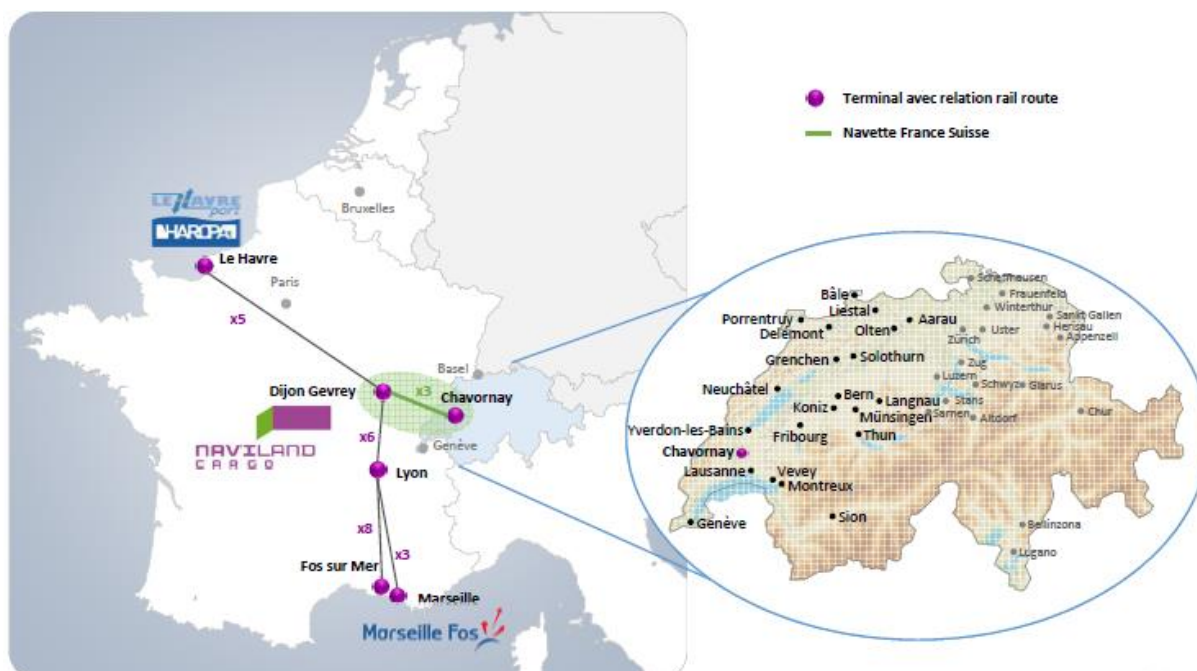 Terminal avec relation rail route
Navette France Suisse
LE HAVRE
port
HAROPA
Bruxelles
Le Havre
Paris
x5
Basel
Dijon Gevrey
x3
Chavornay
NAVILAND
CARGO
x6
Genève
Lyon
x8
x3
Fos sur Mer
Marseille
Marseille Fos
Schaffhausen
Bâle
Frauenfeld
Liestal
Winterthur
Porrentruy
Aarau
Sankt Gallen
Delemont
Olten
Zürich
Uster
Herisau
Appenzell
Grenchen
Solothurn
Zug
Luzern
Neuchâtel
Bern
Langnau
Schwyz
Glarus
Koniz
Münsingen
Stans
Sarnen
Altdorf
Chur
Yverdon-les-Bains
Fribourg
Thun
Chavornay
Lausanne
Vevey
Montreux
Genève
Sion
Bellinzona
Lugano